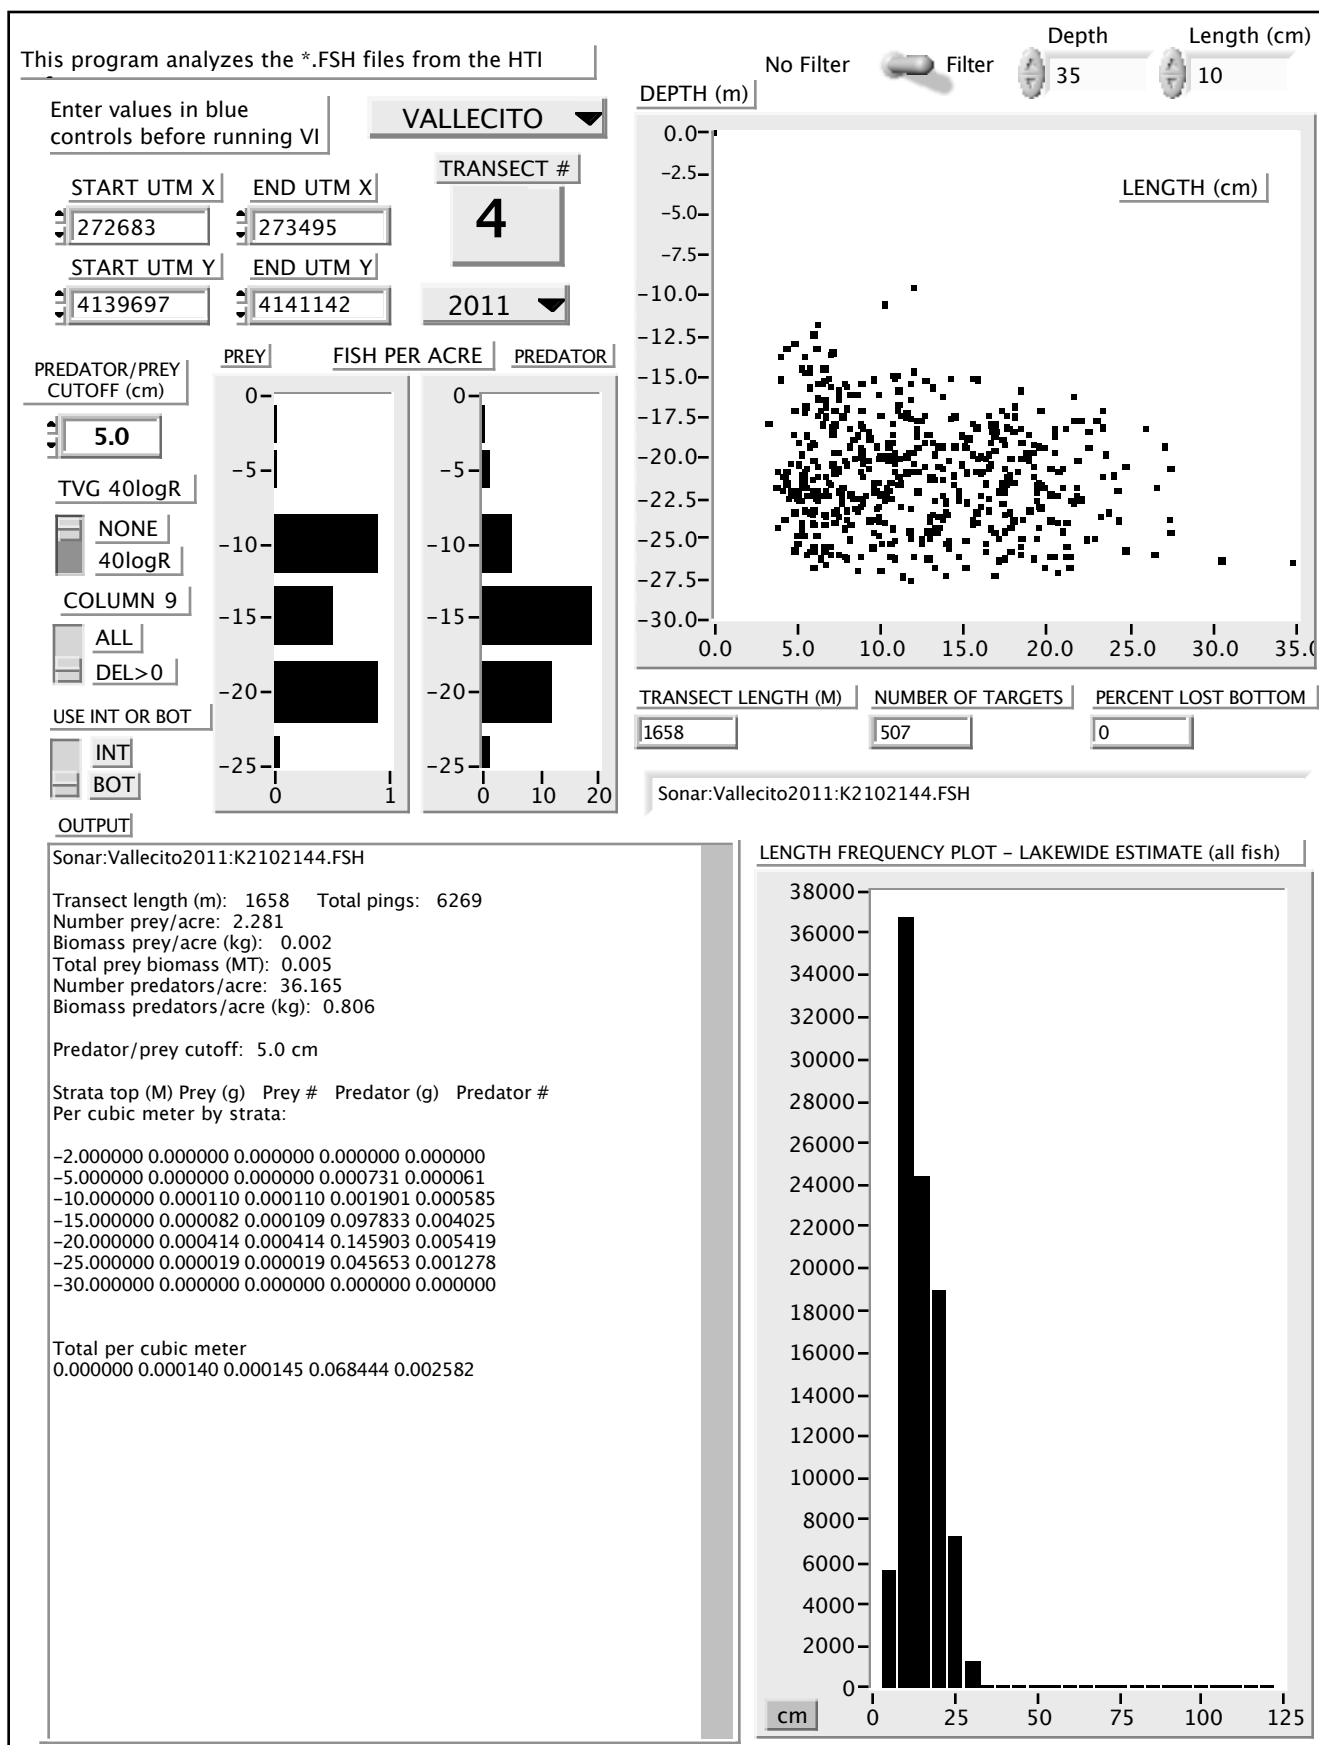 This program analyzes the *.FSH files from the HTI
No Filter
Filter
Depth
35
Length (cm)
10
Enter values in blue
controls before running VI
VALLECITO
TRANSECT #
4
START UTM X
272683
END UTM X
273495
START UTM Y
4139697
END UTM Y
4141142
2011
DEPTH (m)
LENGTH (cm)
0.0
-2.5
-5.0
-7.5
-10.0
-12.5
-15.0
-17.5
-20.0
-22.5
-25.0
-27.5
-30.0
0.0 5.0 10.0 15.0 20.0 25.0 30.0 35.0
PREDATOR/PREY
CUTOFF (cm)
5.0
TVG 40logR
NONE
40logR
COLUMN 9
ALL
DEL>0
USE INT OR BOT
INT
BOT
PREY
FISH PER ACRE
PREDATOR
0
-5
-10
-15
-20
-25
0 1
0
-5
-10
-15
-20
-25
0 10 20
TRANSECT LENGTH (M)
1658
NUMBER OF TARGETS
507
PERCENT LOST BOTTOM
0
Sonar:Vallecito2011:K2102144.FSH
OUTPUT
Sonar:Vallecito2011:K2102144.FSH
Transect length (m): 1658 Total pings: 6269
Number prey/acre: 2.281
Biomass prey/acre (kg): 0.002
Total prey biomass (MT): 0.005
Number predators/acre: 36.165
Biomass predators/acre (kg): 0.806
Predator/prey cutoff: 5.0 cm
Strata top (M) Prey (g) Prey # Predator (g) Predator #
Per cubic meter by strata:
-2.000000 0.000000 0.000000 0.000000 0.000000
-5.000000 0.000000 0.000000 0.000731 0.000061
-10.000000 0.000110 0.000110 0.001901 0.000585
-15.000000 0.000082 0.000109 0.097833 0.004025
-20.000000 0.000414 0.000414 0.145903 0.005419
-25.000000 0.000019 0.000019 0.045653 0.001278
-30.000000 0.000000 0.000000 0.000000 0.000000
Total per cubic meter
0.000000 0.000140 0.000145 0.068444 0.002582
LENGTH FREQUENCY PLOT - LAKEWIDE ESTIMATE (all fish)
38000
36000
34000
32000
30000
28000
26000
24000
22000
20000
18000
16000
14000
12000
10000
8000
6000
4000
2000
0
cm
0 25 50 75 100 125